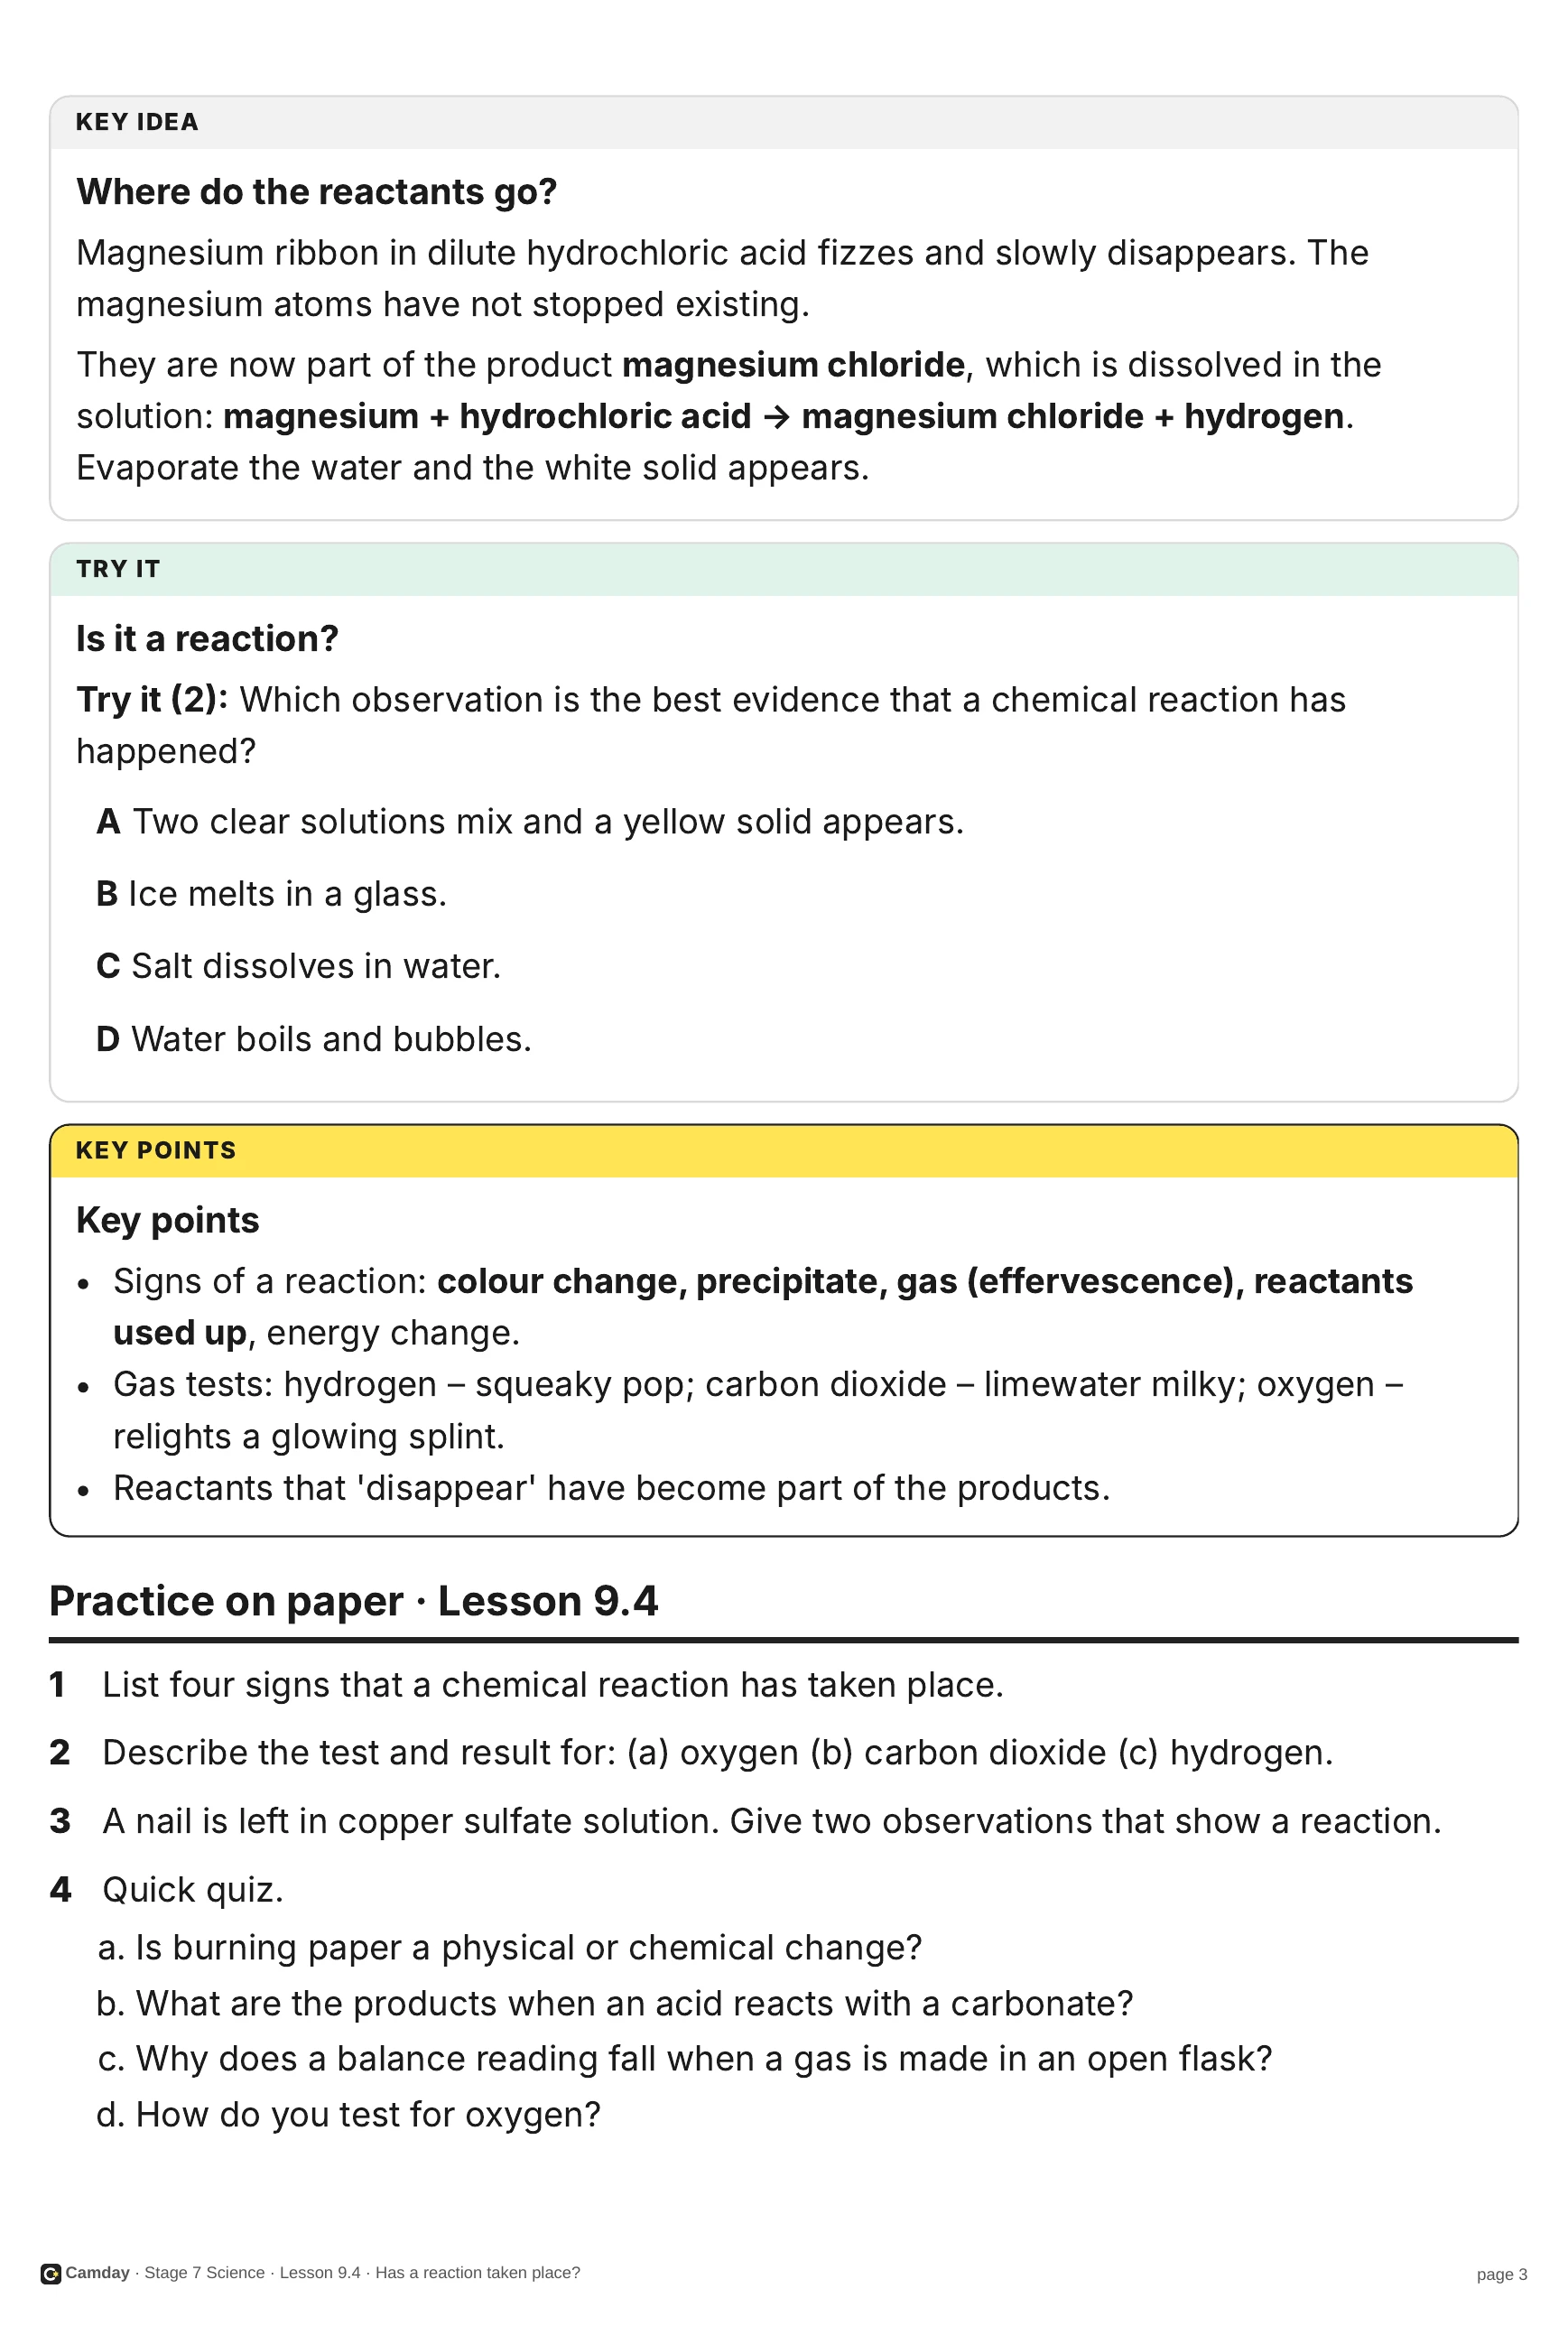 KEY IDEA
Where do the reactants go?
Magnesium ribbon in dilute hydrochloric acid fizzes and slowly disappears. The
magnesium atoms have not stopped existing.
They are now part of the product magnesium chloride, which is dissolved in the
solution: magnesium + hydrochloric acid → magnesium chloride + hydrogen.
Evaporate the water and the white solid appears.
TRY IT
Is it a reaction?
Try it (2): Which observation is the best evidence that a chemical reaction has
happened?
A Two clear solutions mix and a yellow solid appears.
B Ice melts in a glass.
C Salt dissolves in water.
D Water boils and bubbles.
KEY POINTS
Key points
• Signs of a reaction: colour change, precipitate, gas (effervescence), reactants
used up, energy change.
• Gas tests: hydrogen – squeaky pop; carbon dioxide – limewater milky; oxygen –
relights a glowing splint.
• Reactants that 'disappear' have become part of the products.
Practice on paper · Lesson 9.4
1 List four signs that a chemical reaction has taken place.
2 Describe the test and result for: (a) oxygen (b) carbon dioxide (c) hydrogen.
3 A nail is left in copper sulfate solution. Give two observations that show a reaction.
4 Quick quiz.
a. Is burning paper a physical or chemical change?
b. What are the products when an acid reacts with a carbonate?
c. Why does a balance reading fall when a gas is made in an open flask?
d. How do you test for oxygen?
Camday · Stage 7 Science · Lesson 9.4 · Has a reaction taken place?
page 3